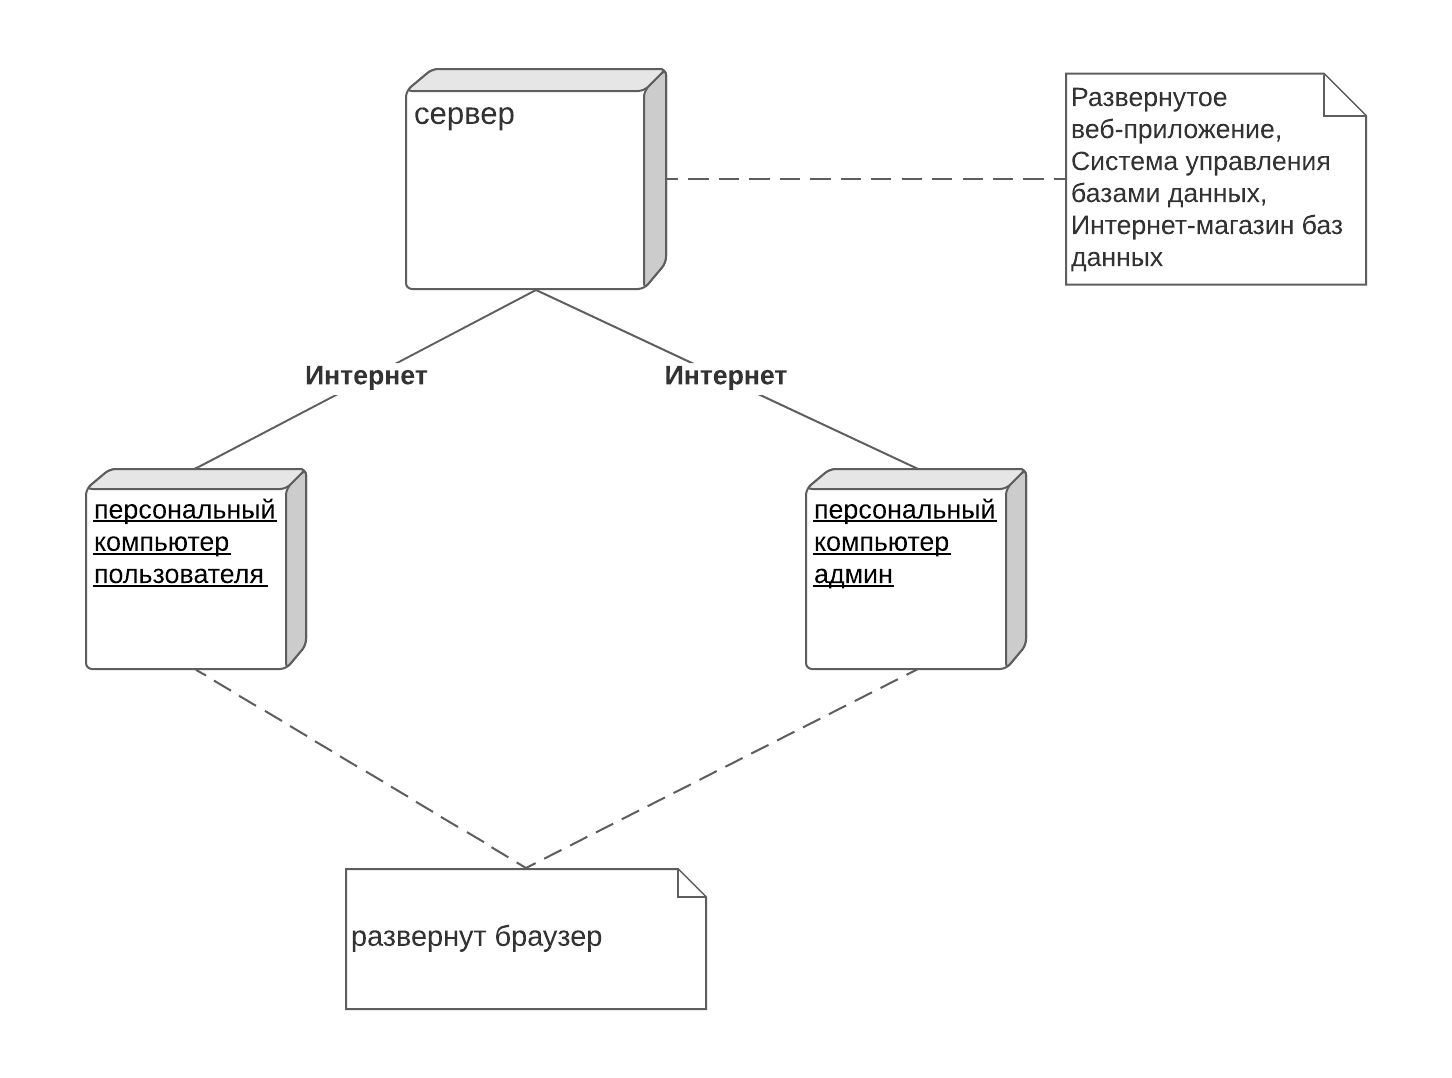 сервер
Развернутое
веб-приложение,
Система управления
базами данных,
Интернет-магазин баз
данных
Интернет
Интернет
персональный
компьютер
пользователя
персональный
компьютер
админ
развернут браузер